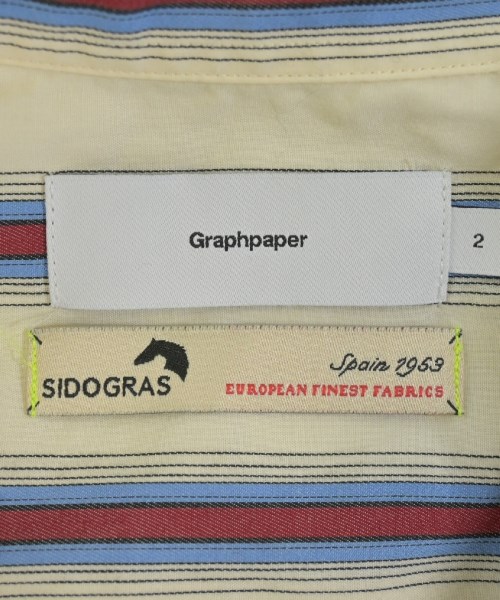 Graphpaper
2
SIDOGRAS
Spain 1953
EUROPEAN FINEST FABRICS